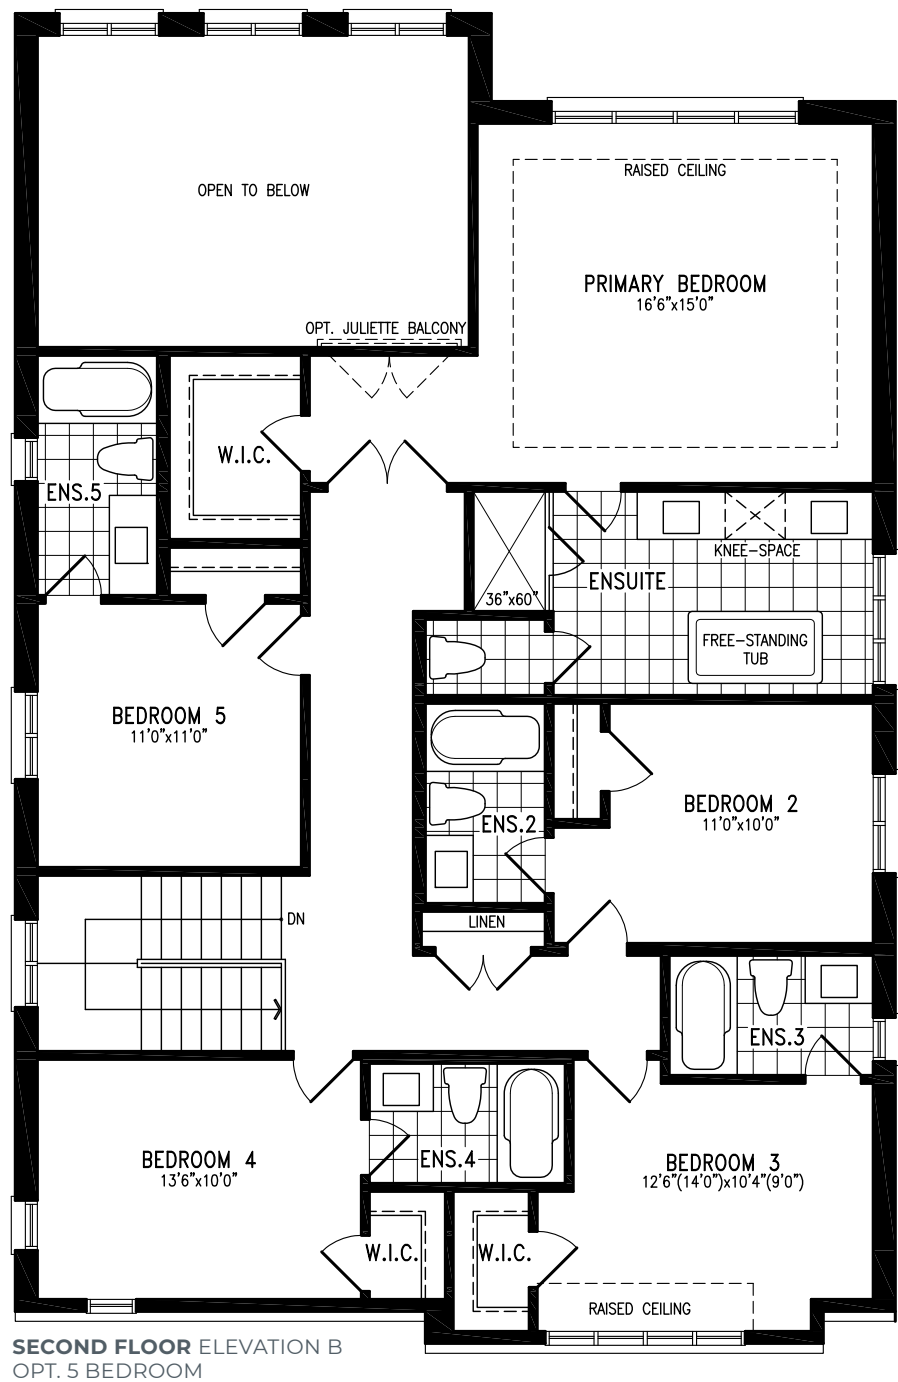 OPEN TO BELOW
RAISED CEILING
PRIMARY BEDROOM
16'6"x15'0"
OPT. JULIETTE BALCONY
W.I.C.
ENS.5
KNEE-SPACE
ENSUITE
36"x60"
FREE-STANDING
TUB
BEDROOM 5
11'0"x11'0"
BEDROOM 2
11'0"x10'0"
ENS.2
DN
LINEN
ENS.3
BEDROOM 4
13'6"x10'0"
ENS.4
BEDROOM 3
12'6"(14'0")x10'4"(9'0")
W.I.C.
W.I.C.
RAISED CEILING
SECOND FLOOR ELEVATION B
OPT. 5 BEDROOM